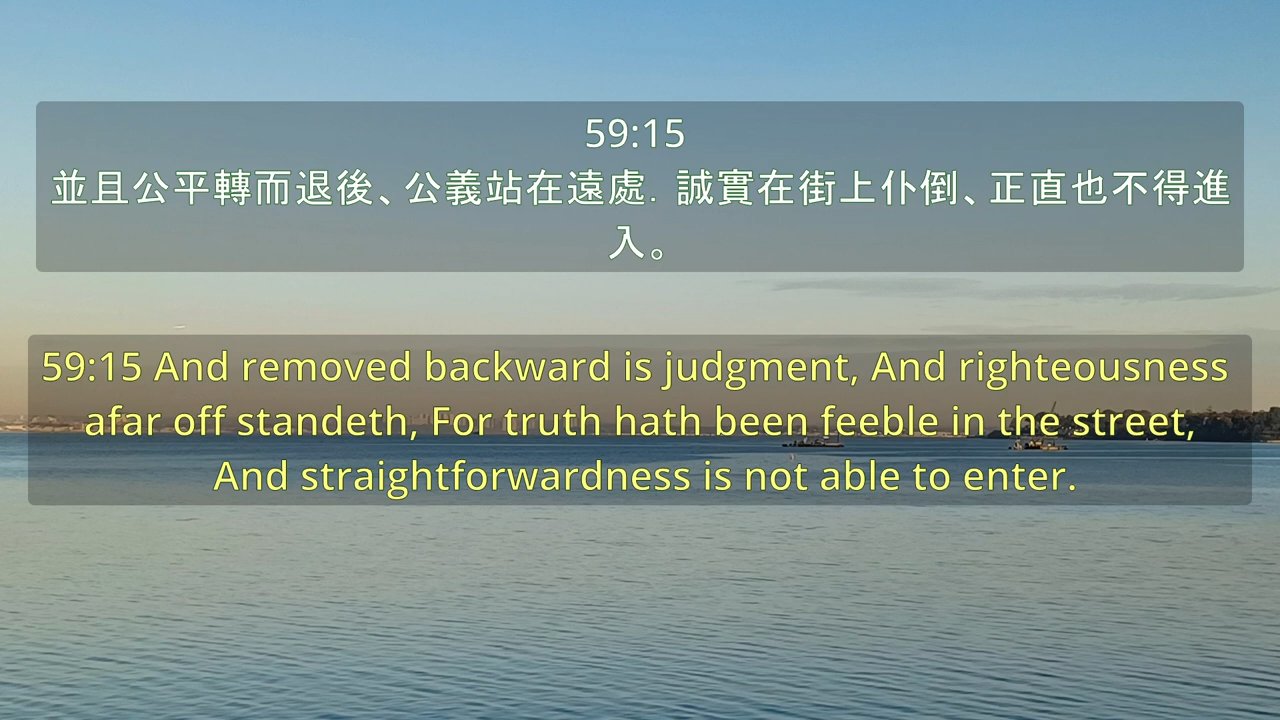 59:15
並且公平轉而退後、公義站在遠處. 誠實在街上仆倒、正直也不得進
入。
59:15 And removed backward is judgment, And righteousness
afar off standeth, For truth hath been feeble in the street,
And straightforwardness is not able to enter.